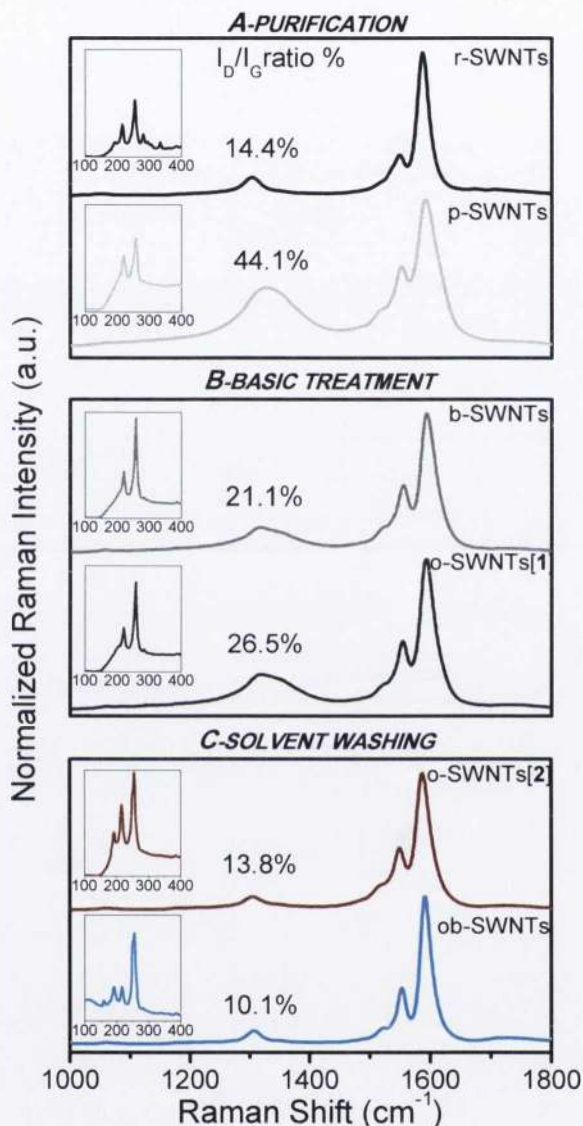 A-PURIFICATION
I_D/I_G ratio %
r-SWNTs
14.4%
100 200 300 400
p-SWNTs
44.1%
100 200 300 400
B-BASIC TREATMENT
b-SWNTs
21.1%
100 200 300 400
o-SWNTs[1]
26.5%
100 200 300 400
C-SOLVENT WASHING
o-SWNTs[2]
13.8%
100 200 300 400
ob-SWNTs
10.1%
100 200 300 400
1000 1200 1400 1600 1800
Raman Shift (cm⁻¹)
Normalized Raman Intensity (a.u.)